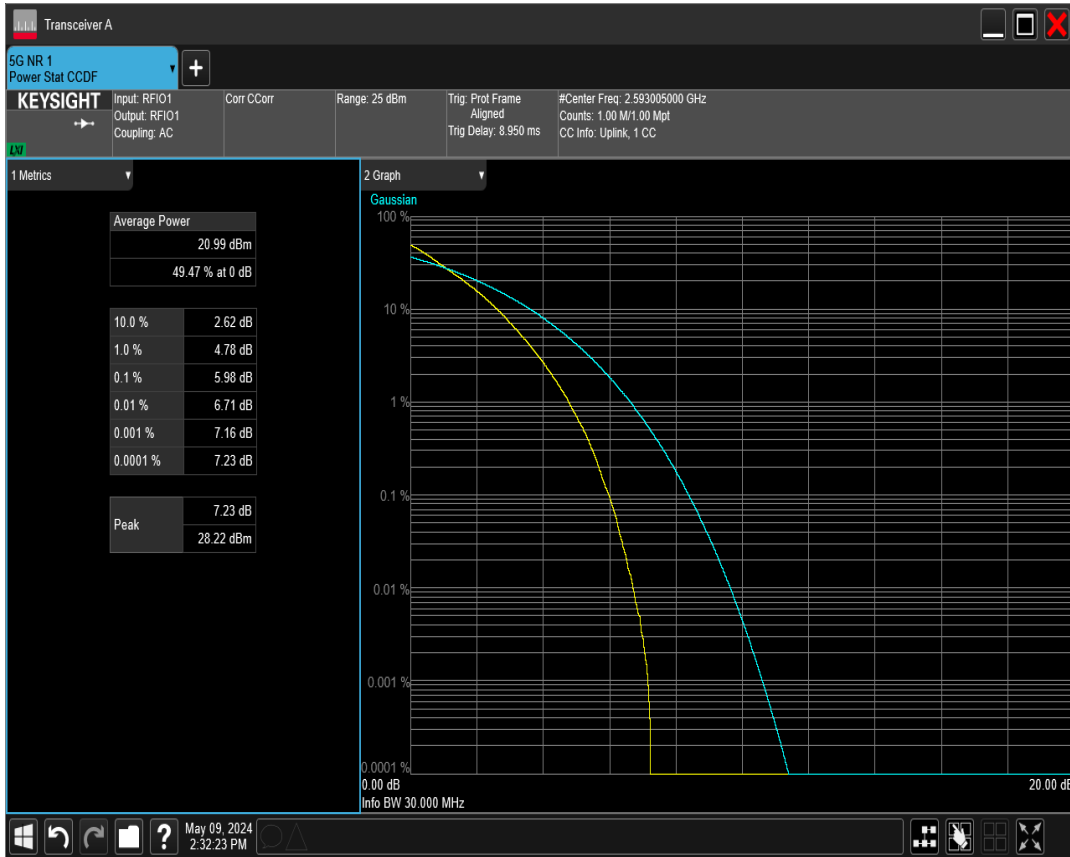 Transceiver A
5G NR 1
Power Stat CCDF
+
KEYSIGHT
LXI
Input: RFIO1
Output: RFIO1
Coupling: AC
Corr CCorr
Range: 25 dBm
Trig: Prot Frame
Aligned
Trig Delay: 8.950 ms
#Center Freq: 2.593005000 GHz
Counts: 1.00 M/1.00 Mpt
CC Info: Uplink, 1 CC
1 Metrics
Average Power
20.99 dBm
49.47 % at 0 dB
10.0 % 2.62 dB
1.0 % 4.78 dB
0.1 % 5.98 dB
0.01 % 6.71 dB
0.001 % 7.16 dB
0.0001 % 7.23 dB
Peak
7.23 dB
28.22 dBm
2 Graph
Gaussian
100 %
10 %
1 %
0.1 %
0.01 %
0.001 %
0.0001 %
0.00 dB 20.00 dB
Info BW 30.000 MHz
?
May 09, 2024
2:32:23 PM